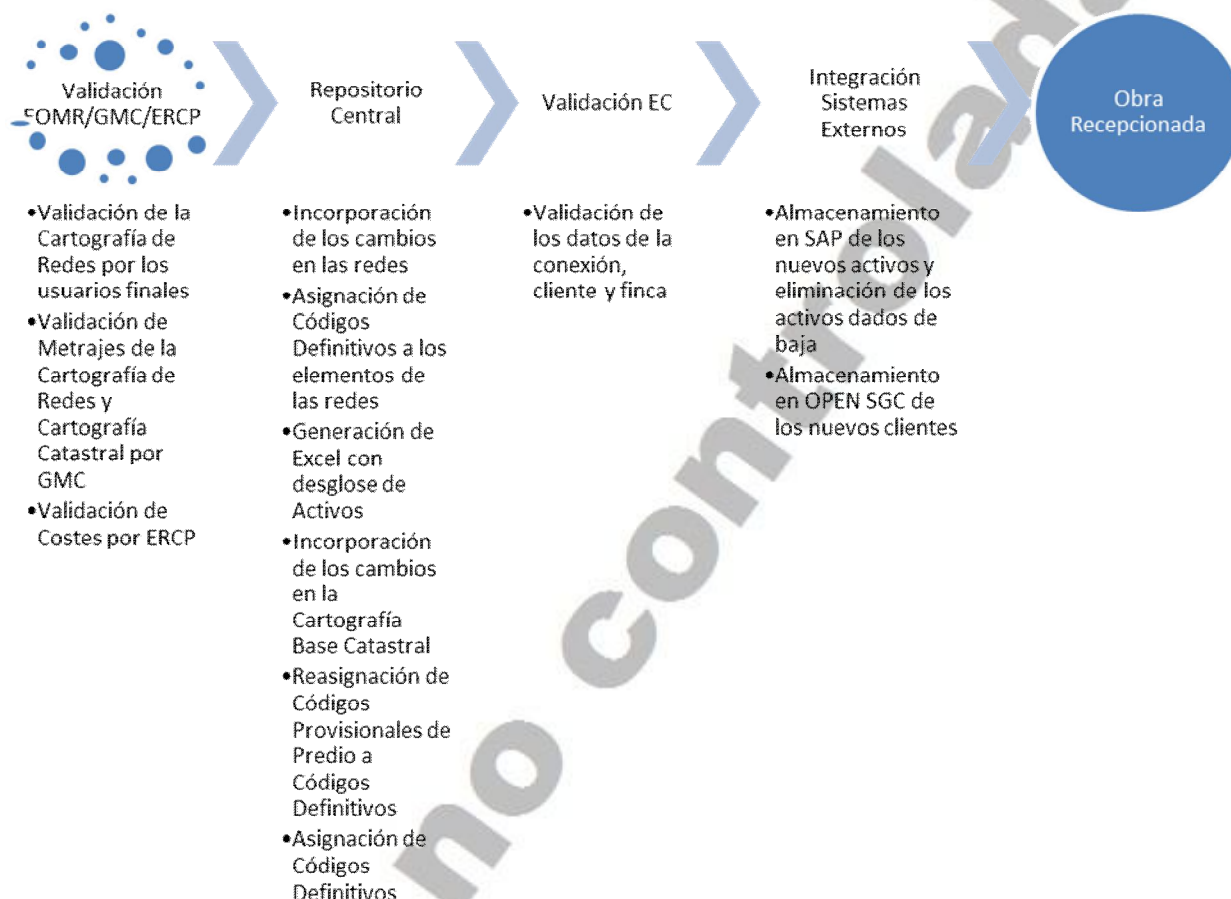 Validación
EOMR/GMC/ERCP
Repositorio
Central
Validación EC
Integración
Sistemas
Externos
Obra
Recepcionada
•Validación de la
Cartografía de
Redes por los
usuarios finales
•Validación de
Metrajes de la
Cartografía de
Redes y
Cartografía
Catastral por
GMC
•Validación de
Costes por ERCP
•Incorporación
de los cambios
en las redes
•Asignación de
Códigos
Definitivos a los
elementos de
las redes
•Generación de
Excel con
desglose de
Activos
•Incorporación
de los cambios
en la
Cartografía
Base Catastral
•Reasignación de
Códigos
Provisionales de
Predio a
Códigos
Definitivos
•Asignación de
Códigos
Definitivos
•Validación de
los datos de la
conexión,
cliente y finca
•Almacenamiento
en SAP de los
nuevos activos y
eliminación de los
activos dados de
baja
•Almacenamiento
en OPEN SGC de
los nuevos clientes
no controlad